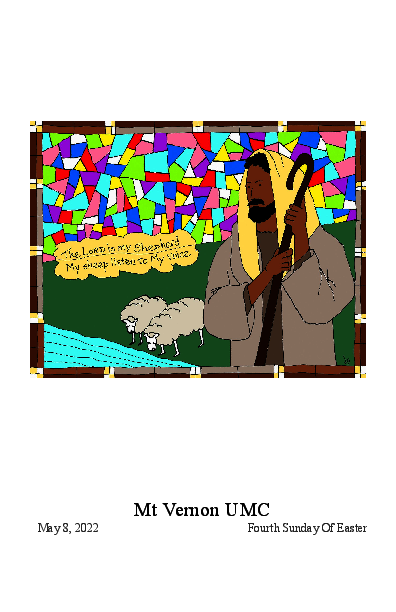 The Lord is my Shepherd.
My sheep listen to My voice.
Mt Vernon UMC
May 8, 2022
Fourth Sunday Of Easter